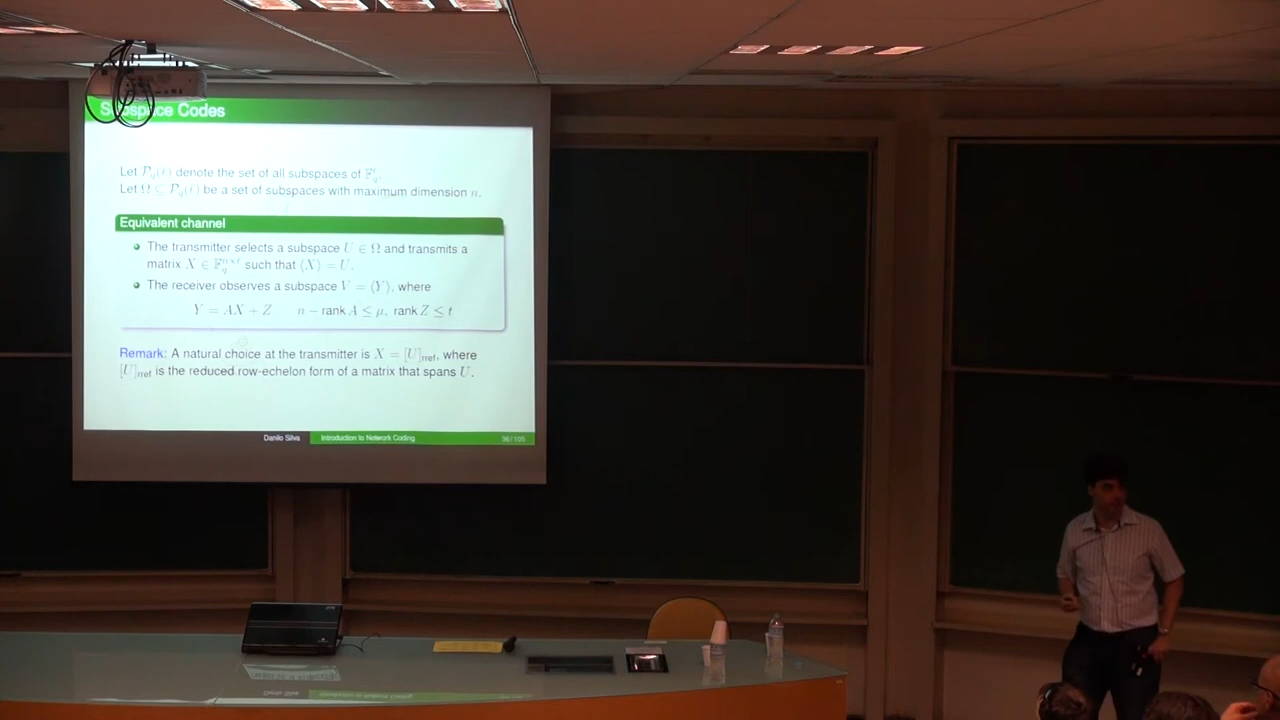 Subspace Codes
Let 𝒫_q(ℓ) denote the set of all subspaces of 𝔽_q^ℓ.
Let Ω ⊆ 𝒫_q(ℓ) be a set of subspaces with maximum dimension n.
Equivalent channel
The transmitter selects a subspace U ∈ Ω and transmits a
matrix X ∈ 𝔽_q^{n×ℓ} such that ⟨X⟩ = U.
The receiver observes a subspace V = ⟨Y⟩, where
Y = AX + Z n − rank A ≤ μ, rank Z ≤ t
Remark: A natural choice at the transmitter is X = [U]_rref, where
[U]_rref is the reduced row-echelon form of a matrix that spans U.
Danilo Silva Introduction to Network Coding 36 / 105